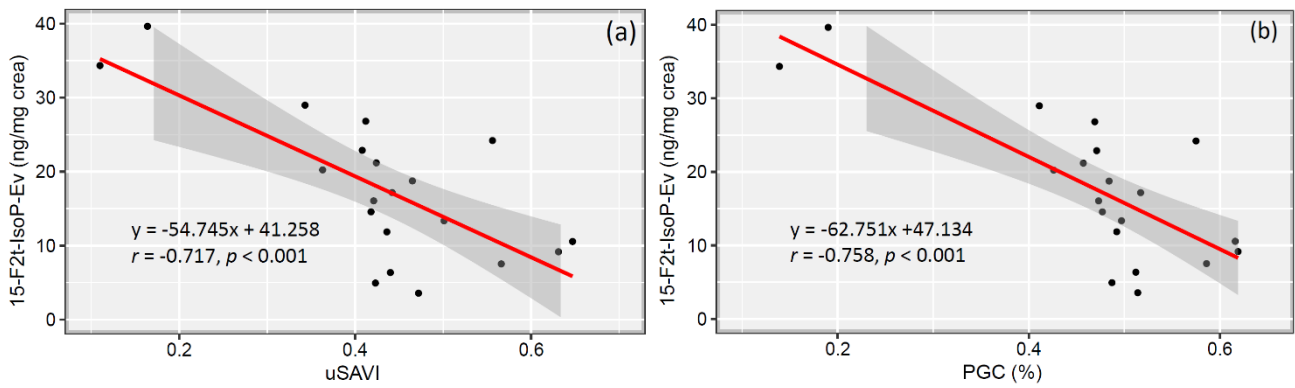 (a)
15-F2t-IsoP-Ev (ng/mg crea)
40
30
20
10
0
y = -54.745x + 41.258
r = -0.717, p < 0.001
0.2
0.4
0.6
uSAVI
(b)
15-F2t-IsoP-Ev (ng/mg crea)
40
30
20
10
0
y = -62.751x +47.134
r = -0.758, p < 0.001
0.2
0.4
0.6
PGC (%)